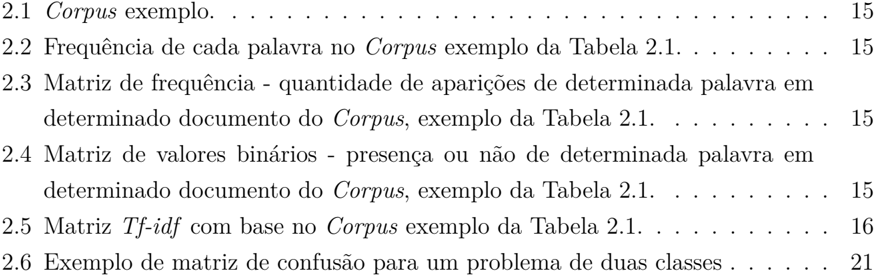 2.1 Corpus exemplo. . . . . . . . . . . . . . . . . . . . . . . . . . . . . . . . . . 15
2.2 Frequência de cada palavra no Corpus exemplo da Tabela 2.1. . . . . . . . . . 15
2.3 Matriz de frequência - quantidade de aparições de determinada palavra em
determinado documento do Corpus, exemplo da Tabela 2.1. . . . . . . . . . . 15
2.4 Matriz de valores binários - presença ou não de determinada palavra em
determinado documento do Corpus, exemplo da Tabela 2.1. . . . . . . . . . . 15
2.5 Matriz Tf-idf com base no Corpus exemplo da Tabela 2.1. . . . . . . . . . . . 16
2.6 Exemplo de matriz de confusão para um problema de duas classes . . . . . . 21